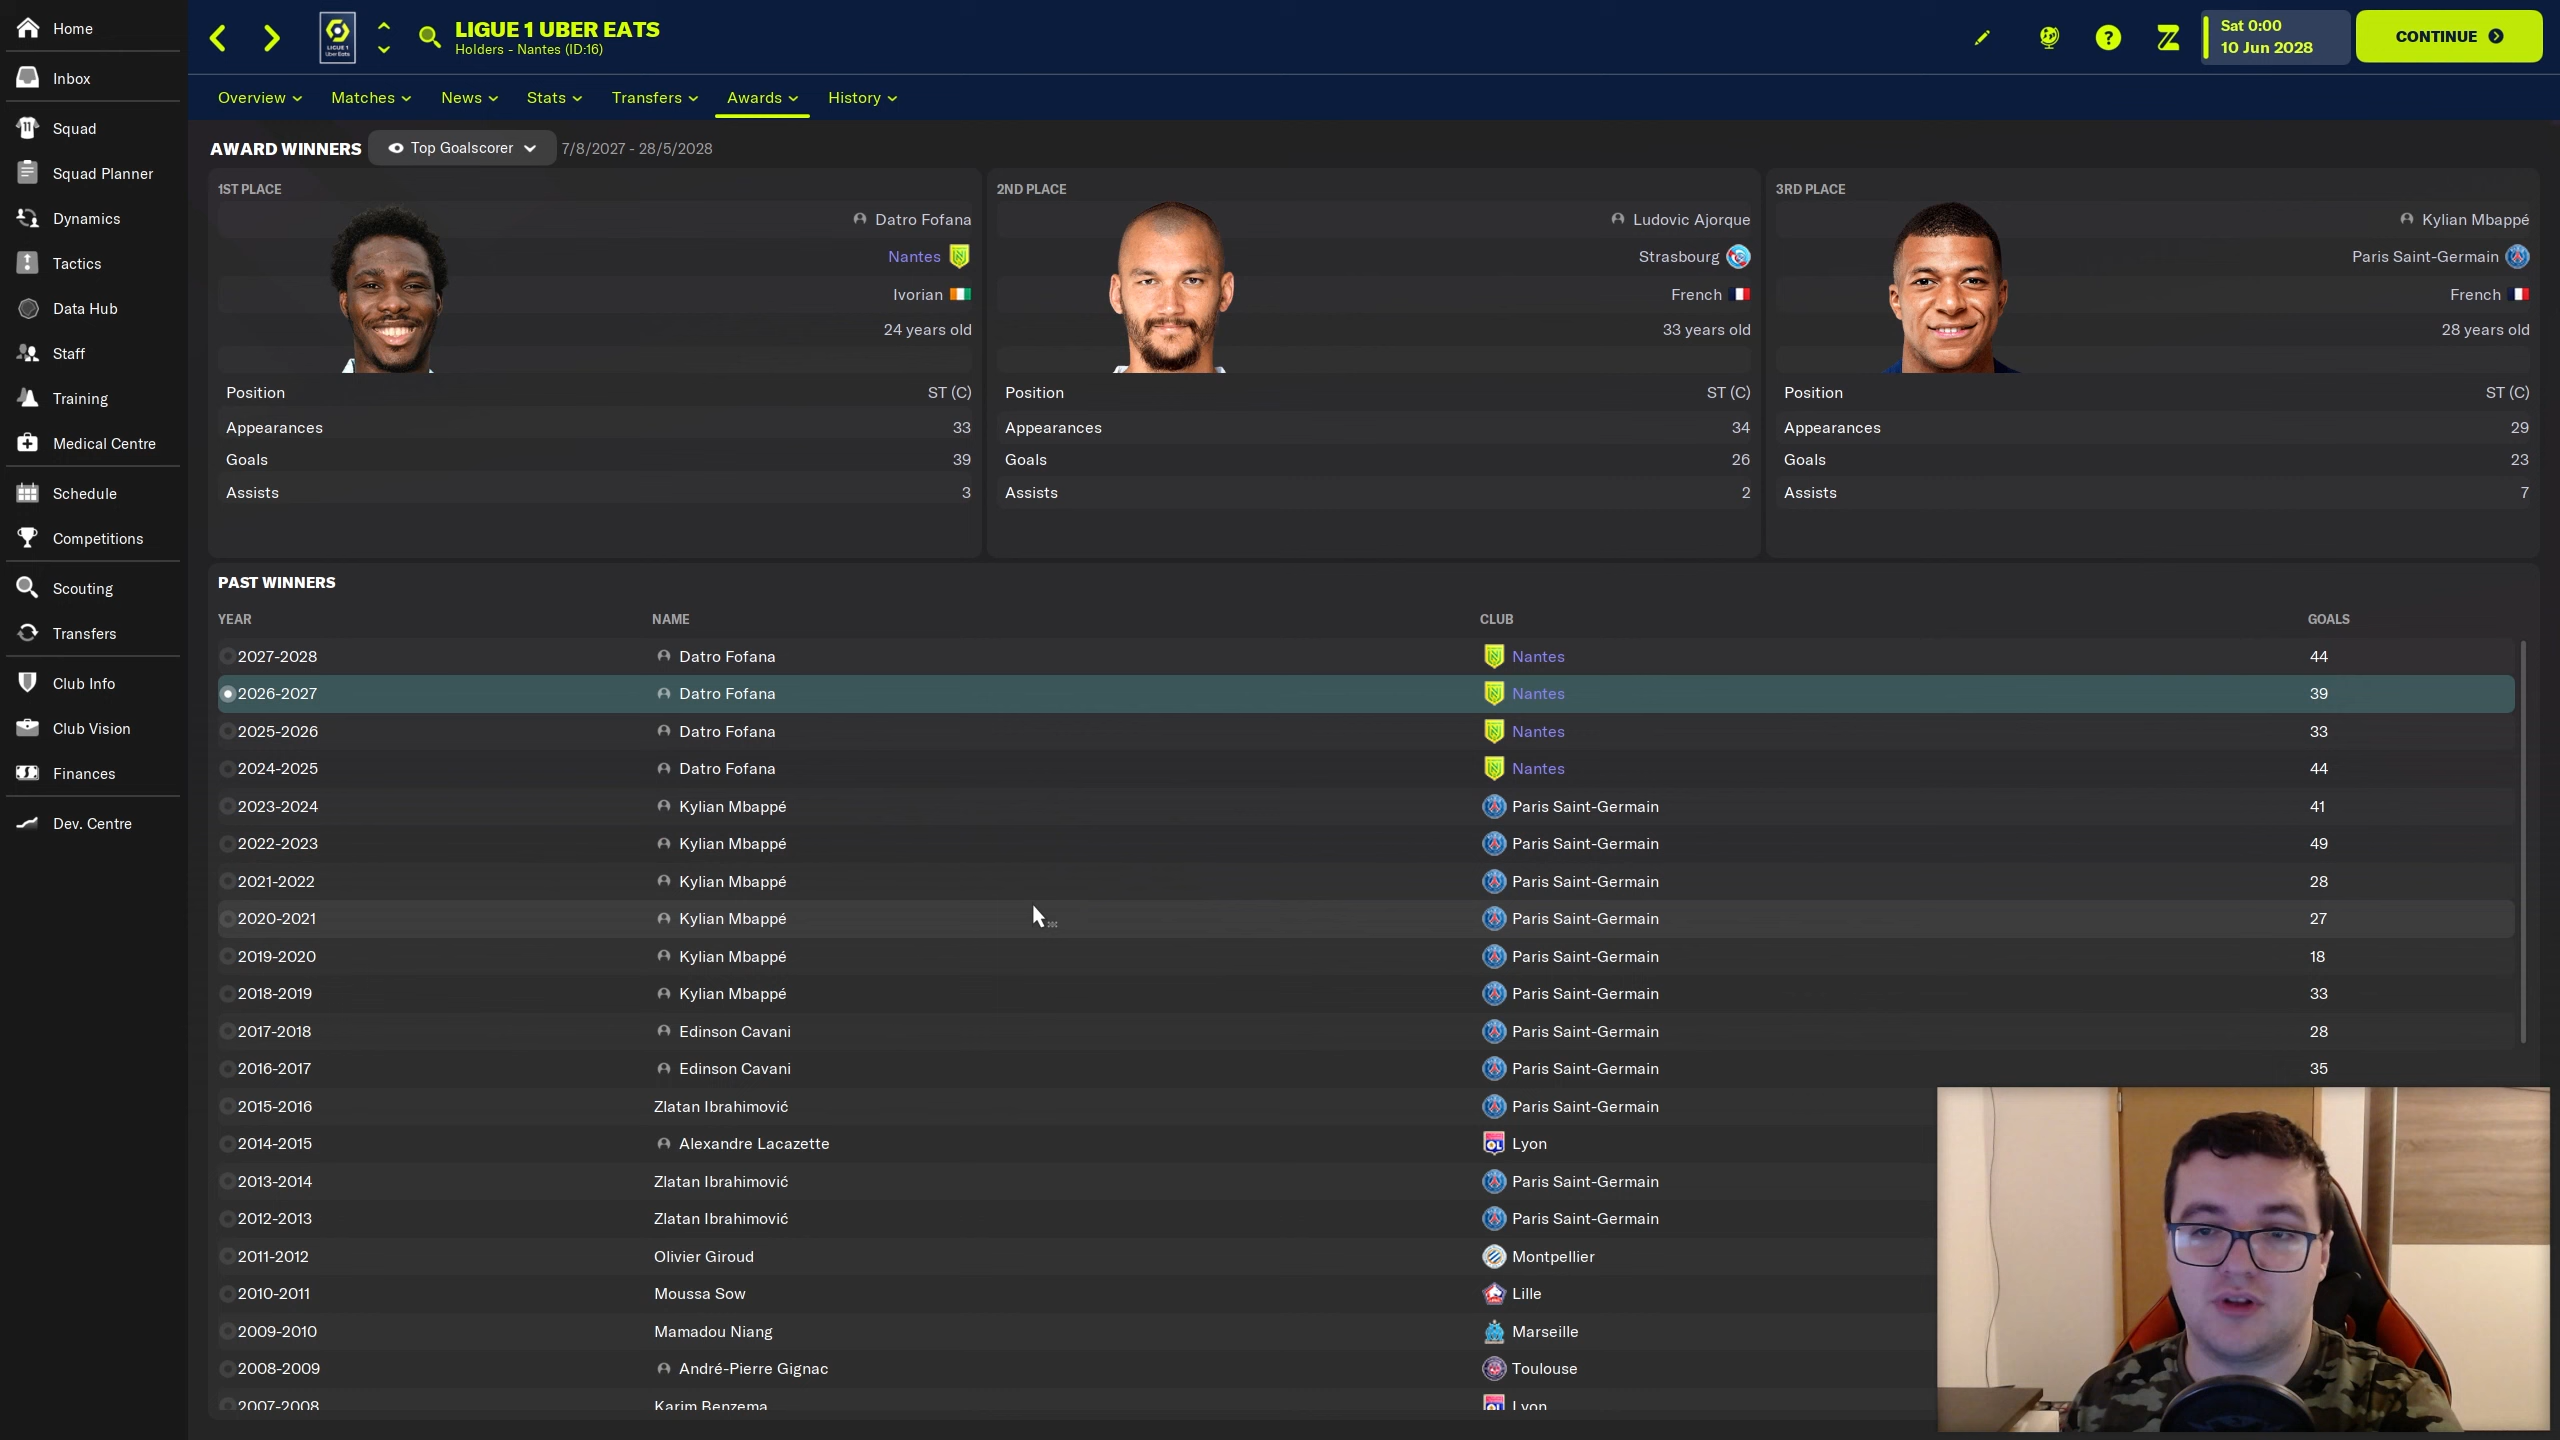 Home
Inbox
Squad
Squad Planner
Dynamics
Tactics
Data Hub
Staff
Training
Medical Centre
Schedule
Competitions
Scouting
Transfers
Club Info
Club Vision
Finances
Dev. Centre
LIGUE 1
Uber Eats
LIGUE 1 UBER EATS
Holders - Nantes (ID:16)
Sat 0:00
10 Jun 2028
CONTINUE
Overview Matches News Stats Transfers Awards History
AWARD WINNERS Top Goalscorer 7/8/2027 - 28/5/2028
1ST PLACE
Datro Fofana
Nantes
Ivorian
24 years old
Position ST (C)
Appearances 33
Goals 39
Assists 3
2ND PLACE
Ludovic Ajorque
Strasbourg
French
33 years old
Position ST (C)
Appearances 34
Goals 26
Assists 2
3RD PLACE
Kylian Mbappé
Paris Saint-Germain
French
28 years old
Position ST (C)
Appearances 29
Goals 23
Assists 7
PAST WINNERS
YEAR NAME CLUB GOALS
2027-2028 Datro Fofana Nantes 44
2026-2027 Datro Fofana Nantes 39
2025-2026 Datro Fofana Nantes 33
2024-2025 Datro Fofana Nantes 44
2023-2024 Kylian Mbappé Paris Saint-Germain 41
2022-2023 Kylian Mbappé Paris Saint-Germain 49
2021-2022 Kylian Mbappé Paris Saint-Germain 28
2020-2021 Kylian Mbappé Paris Saint-Germain 27
2019-2020 Kylian Mbappé Paris Saint-Germain 18
2018-2019 Kylian Mbappé Paris Saint-Germain 33
2017-2018 Edinson Cavani Paris Saint-Germain 28
2016-2017 Edinson Cavani Paris Saint-Germain 35
2015-2016 Zlatan Ibrahimović Paris Saint-Germain
2014-2015 Alexandre Lacazette Lyon
2013-2014 Zlatan Ibrahimović Paris Saint-Germain
2012-2013 Zlatan Ibrahimović Paris Saint-Germain
2011-2012 Olivier Giroud Montpellier
2010-2011 Moussa Sow Lille
2009-2010 Mamadou Niang Marseille
2008-2009 André-Pierre Gignac Toulouse
2007-2008 Karim Benzema Lyon